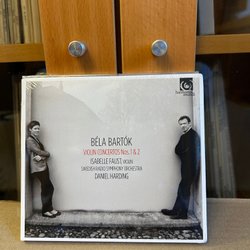 BÉLA BARTÓK
VIOLIN CONCERTOS Nos. 1 & 2
ISABELLE FAUST, VIOLIN
SWEDISH RADIO SYMPHONY ORCHESTRA
DANIEL HARDING